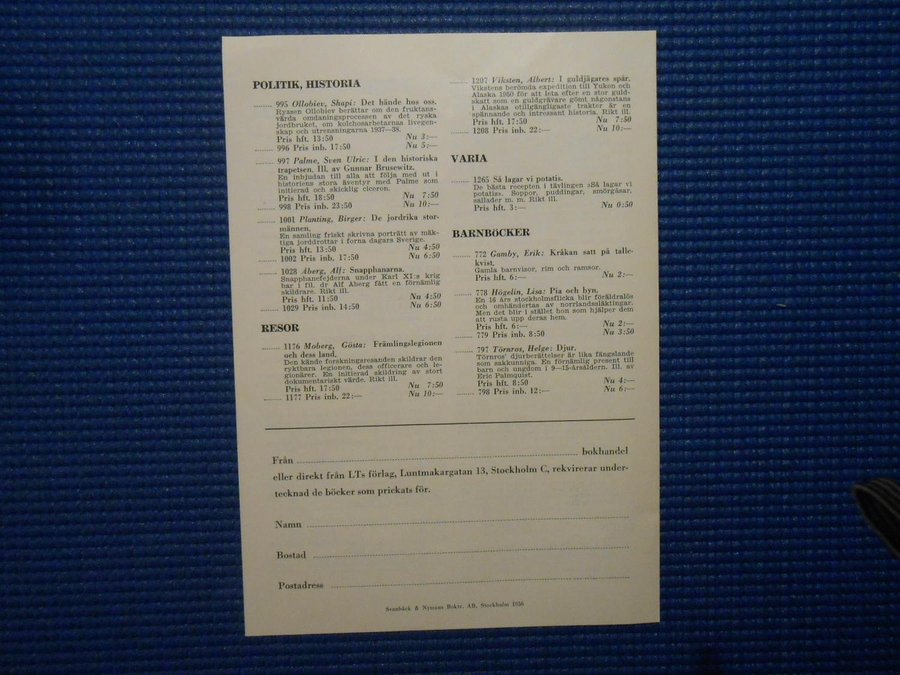 POLITIK, HISTORIA
........ 995 Ollobiev, Shapi: Det hände hos oss.
Ryssen Ollobiev berättar om den fruktans-
värda omdaningsprocessen av det ryska
jordbruket, om kolchosarbetarnas livegen-
skap och utrensningarna 1937—38.
Pris hft. 13:50 Nu 3:—
........ 996 Pris inb. 17:50 Nu 5:—
........ 997 Palme, Sven Ulric: I den historiska
trapetsen. Ill. av Gunnar Brusewitz.
En inbjudan till alla att följa med ut i
historiens stora äventyr med Palme som
initierad och skicklig ciceron.
Pris hft. 18:50 Nu 7:50
........ 998 Pris inb. 23:50 Nu 10:—
........ 1001 Planting, Birger: De jordrika stor-
männen.
En samling friskt skrivna porträtt av mäk-
tiga jorddrottar i forna dagars Sverige.
Pris hft. 13:50 Nu 4:50
........ 1002 Pris inb. 17:50 Nu 6:50
........ 1028 Åberg, Alf: Snapphanarna.
Snapphanefejderna under Karl XI:s krig
har i fil. dr Alf Åberg fått en förnämlig
skildrare. Rikt ill.
Pris hft. 11:50 Nu 4:50
........ 1029 Pris inb. 14:50 Nu 6:50
RESOR
........ 1176 Moberg, Gösta: Främlingslegionen
och dess land.
Den kände forskningsresanden skildrar den
ryktbara legionen, dess officerare och le-
gionärer. En initierad skildring av stort
dokumentariskt värde. Rikt ill.
Pris hft. 17:50 Nu 7:50
........ 1177 Pris inb. 22:— Nu 10:—
........ 1207 Viksten, Albert: I guldjägares spår.
Vikstens berömda expedition till Yukon och
Alaska 1950 för att leta efter en stor guld-
skatt som en guldgrävare gömt någonstans
i Alaskas otillgängligaste trakter är en
spännande och intressant historia. Rikt ill.
Pris hft. 17:50 Nu 7:50
........ 1208 Pris inb. 22:— Nu 10:—
VARIA
........ 1265 Så lagar vi potatis.
De bästa recepten i tävlingen »Så lagar vi
potatis». Soppor, puddingar, smörgåsar,
sallader m. m. Rikt ill.
Pris hft. 3:— Nu 0:50
BARNBÖCKER
........ 772 Gamby, Erik: Kråkan satt på talle-
kvist.
Gamla barnvisor, rim och ramsor.
Pris hft. 6:— Nu 2:—
........ 778 Högelin, Lisa: Pia och byn.
En 16 års stockholmsflicka blir föräldralös
och omhändertas av norrlandssläktingar.
Men det blir i stället hon som hjälper dem
att rusta upp deras hem.
Pris hft. 6:— Nu 2:—
........ 779 Pris inb. 8:50 Nu 3:50
........ 797 Törnros, Helge: Djur.
Törnros' djurberättelser är lika fängslande
som sakkunniga. En förnämlig present till
barn och ungdom i 9—15-årsåldern. Ill. av
Eric Palmquist.
Pris hft. 8:50 Nu 4:—
........ 798 Pris inb. 12:— Nu 6:—
Från ........ bokhandel
eller direkt från LTs förlag, Luntmakargatan 13, Stockholm C, rekvirerar under-
tecknad de böcker som prickats för.
Namn ........
Bostad ........
Postadress ........
Svanbäck & Nymans Boktr. AB, Stockholm 1956